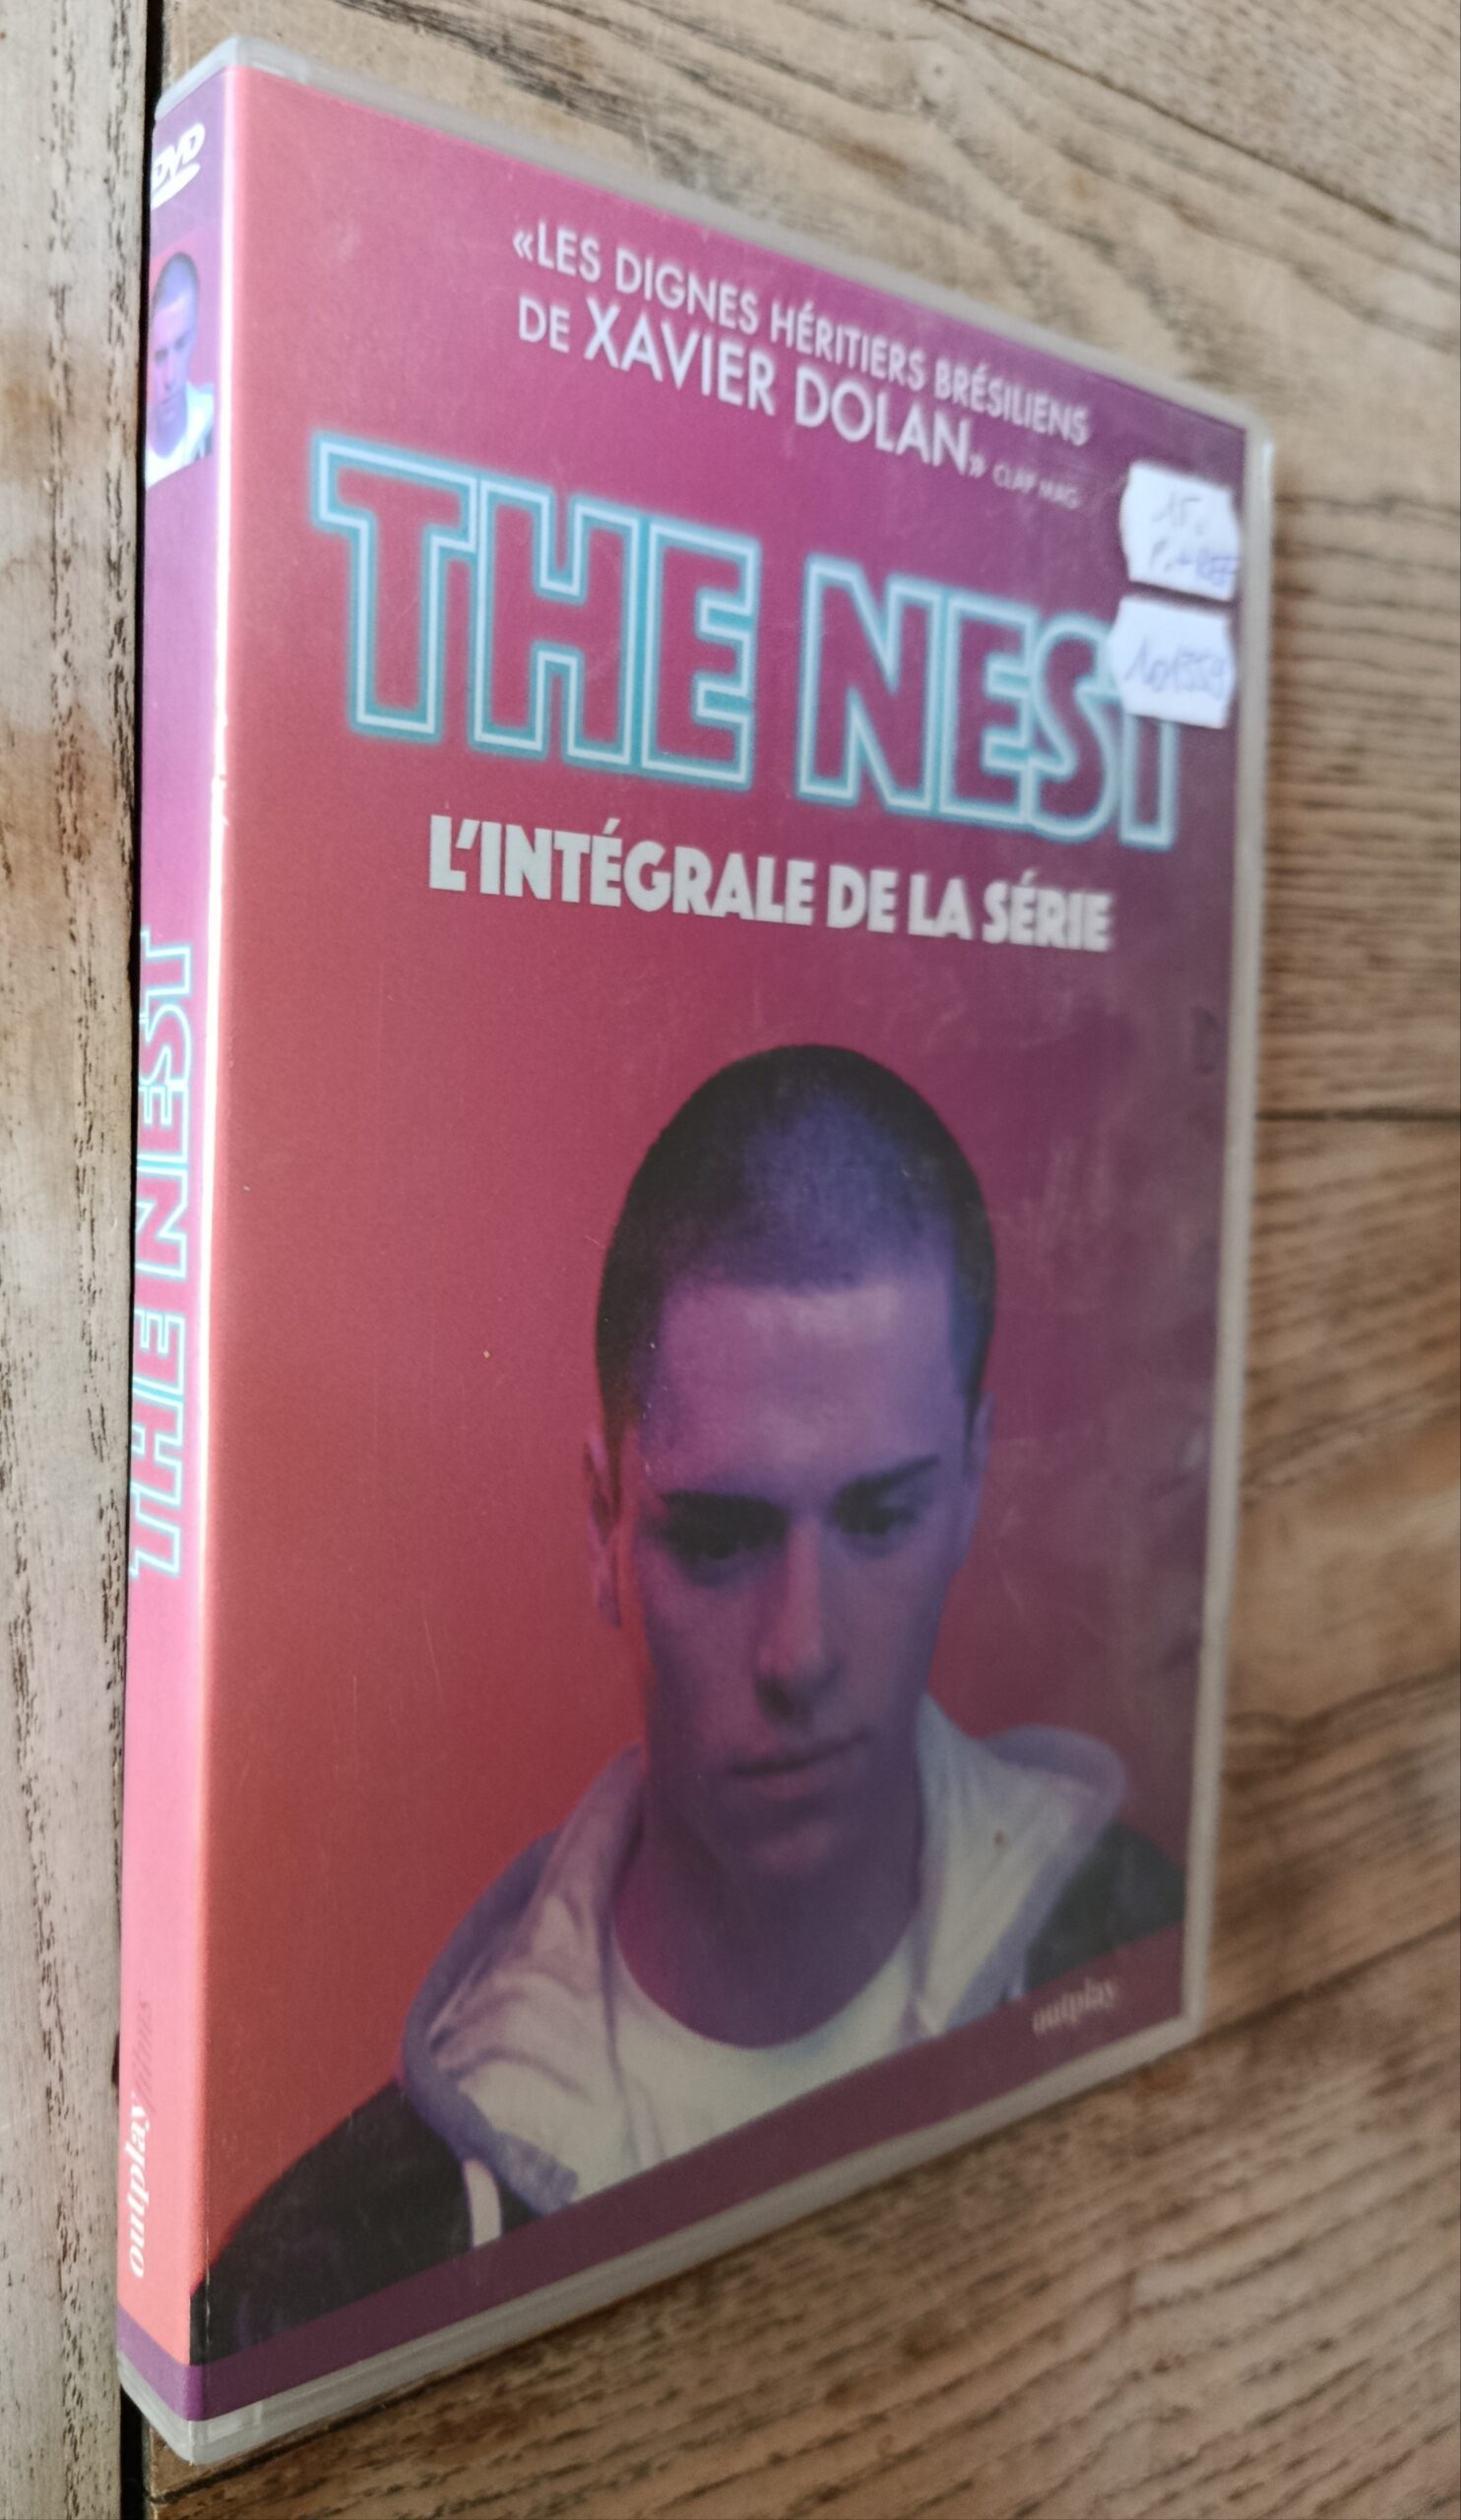 DVD
THE NEST
outplay films
«LES DIGNES HÉRITIERS BRÉSILIENS
DE XAVIER DOLAN» CLAP MAG
THE NEST
L'INTÉGRALE DE LA SÉRIE
outplay